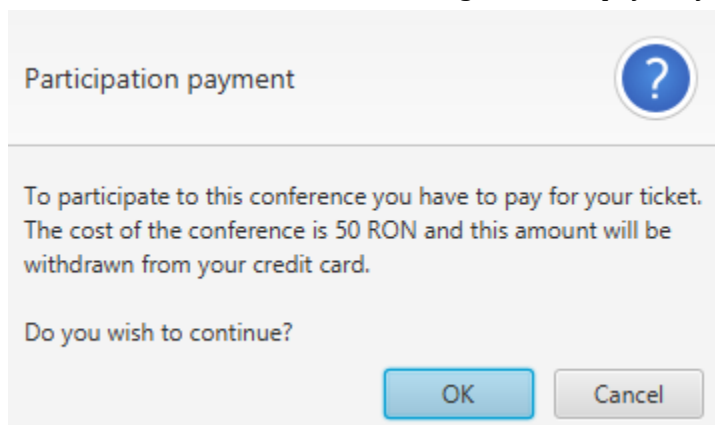 Participation payment
?
To participate to this conference you have to pay for your ticket.
The cost of the conference is 50 RON and this amount will be
withdrawn from your credit card.
Do you wish to continue?
OK
Cancel